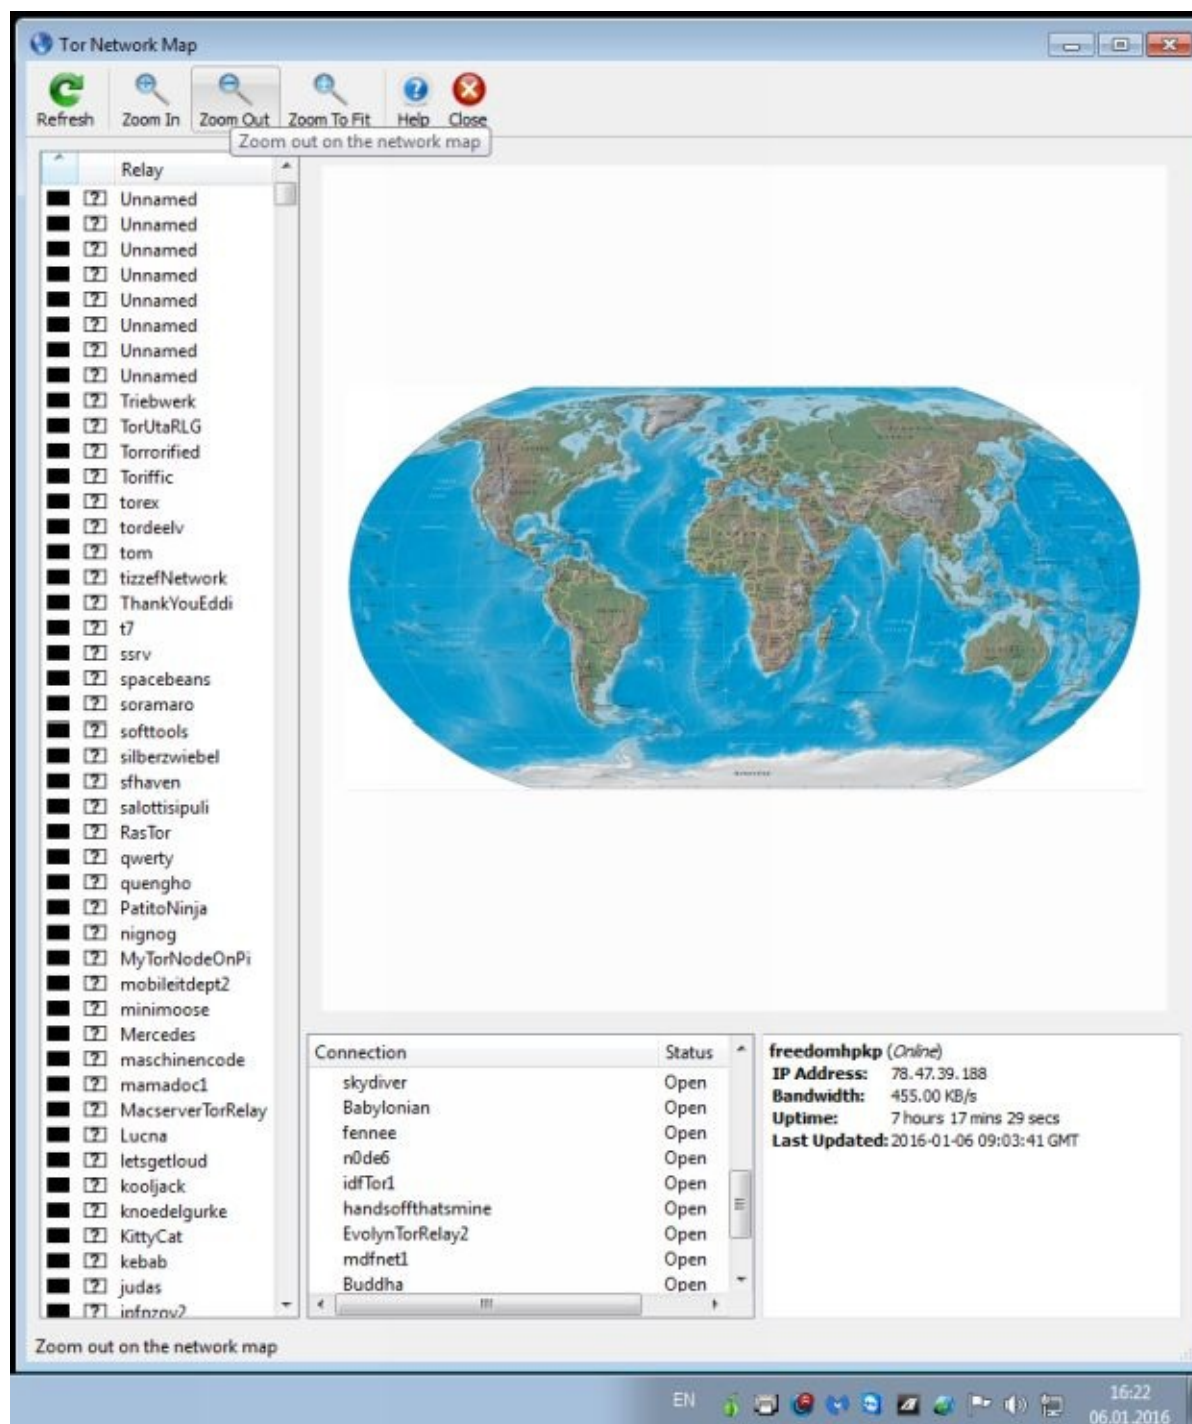 Tor Network Map
Refresh Zoom In Zoom Out Zoom To Fit Help Close
Zoom out on the network map
Relay
? Unnamed
? Unnamed
? Unnamed
? Unnamed
? Unnamed
? Unnamed
? Unnamed
? Unnamed
? Triebwerk
? TorUtaRLG
? Torrorified
? Toriffic
? torex
? tordeelv
? tom
? tizzefNetwork
? ThankYouEddi
? t7
? ssrv
? spacebeans
? soramaro
? softtools
? silberzwiebel
? sfhaven
? salottisipuli
? RasTor
? qwerty
? quengho
? PatitoNinja
? nignog
? MyTorNodeOnPi
? mobileitdept2
? minimoose
? Mercedes
? maschinencode
? mamadoc1
? MacserverTorRelay
? Lucna
? letsgetloud
? kooljack
? knoedelgurke
? KittyCat
? kebab
? judas
Connection Status
skydiver Open
Babylonian Open
fennee Open
n0de6 Open
idfTor1 Open
handsoffthatsmine Open
EvolynTorRelay2 Open
mdfnet1 Open
Buddha Open
freedomhpkp (Online)
IP Address: 78.47.39.188
Bandwidth: 455.00 KB/s
Uptime: 7 hours 17 mins 29 secs
Last Updated: 2016-01-06 09:03:41 GMT
Zoom out on the network map
EN
16:22
06.01.2016